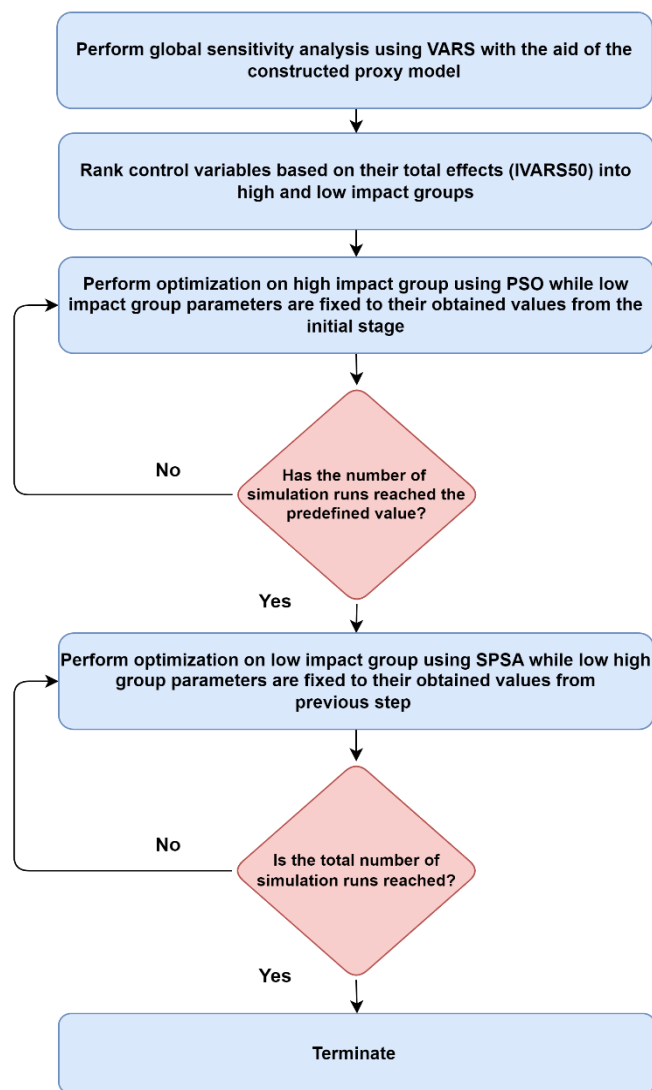 Perform global sensitivity analysis using VARS with the aid of the
constructed proxy model
Rank control variables based on their total effects (IVARS50) into
high and low impact groups
Perform optimization on high impact group using PSO while low
impact group parameters are fixed to their obtained values from the
initial stage
No
Has the number of
simulation runs reached the
predefined value?
Yes
Perform optimization on low impact group using SPSA while low high
group parameters are fixed to their obtained values from
previous step
No
Is the total number of
simulation runs reached?
Yes
Terminate